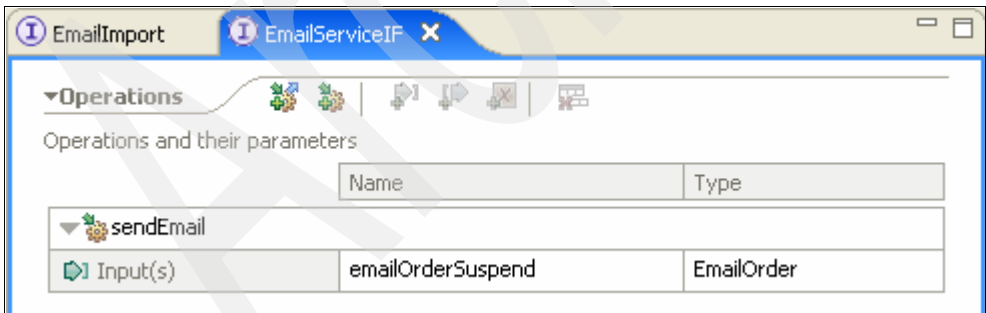 EmailImport EmailServiceIF
Operations
Operations and their parameters
Name Type
sendEmail
Input(s) emailOrderSuspend EmailOrder